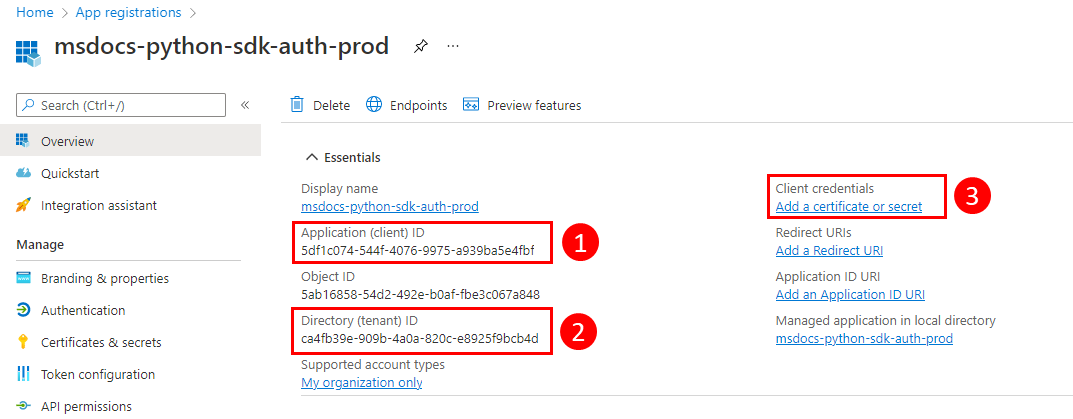 Home > App registrations >
msdocs-python-sdk-auth-prod
Search (Ctrl+/)
«
Delete
Endpoints
Preview features
Overview
Quickstart
Integration assistant
Manage
Branding & properties
Authentication
Certificates & secrets
Token configuration
API permissions
Essentials
Display name
msdocs-python-sdk-auth-prod
Application (client) ID
5df1c074-544f-4076-9975-a939ba5e4fbf
1
Object ID
5ab16858-54d2-492e-b0af-fbe3c067a848
Directory (tenant) ID
ca4fb39e-909b-4a0a-820c-e8925f9bcb4d
2
Supported account types
My organization only
Client credentials
Add a certificate or secret
3
Redirect URIs
Add a Redirect URI
Application ID URI
Add an Application ID URI
Managed application in local directory
msdocs-python-sdk-auth-prod